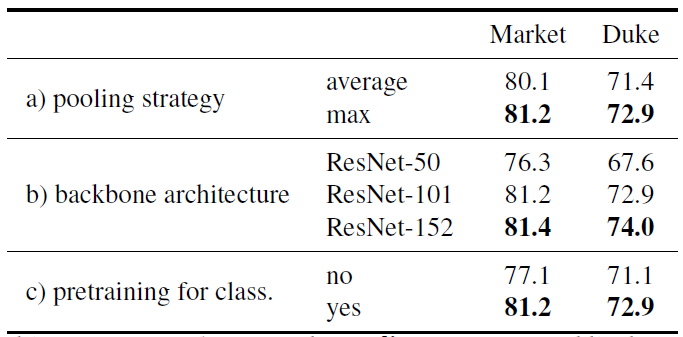 Market Duke
a) pooling strategy average 80.1 71.4
max 81.2 72.9
b) backbone architecture ResNet-50 76.3 67.6
ResNet-101 81.2 72.9
ResNet-152 81.4 74.0
c) pretraining for class. no 77.1 71.1
yes 81.2 72.9